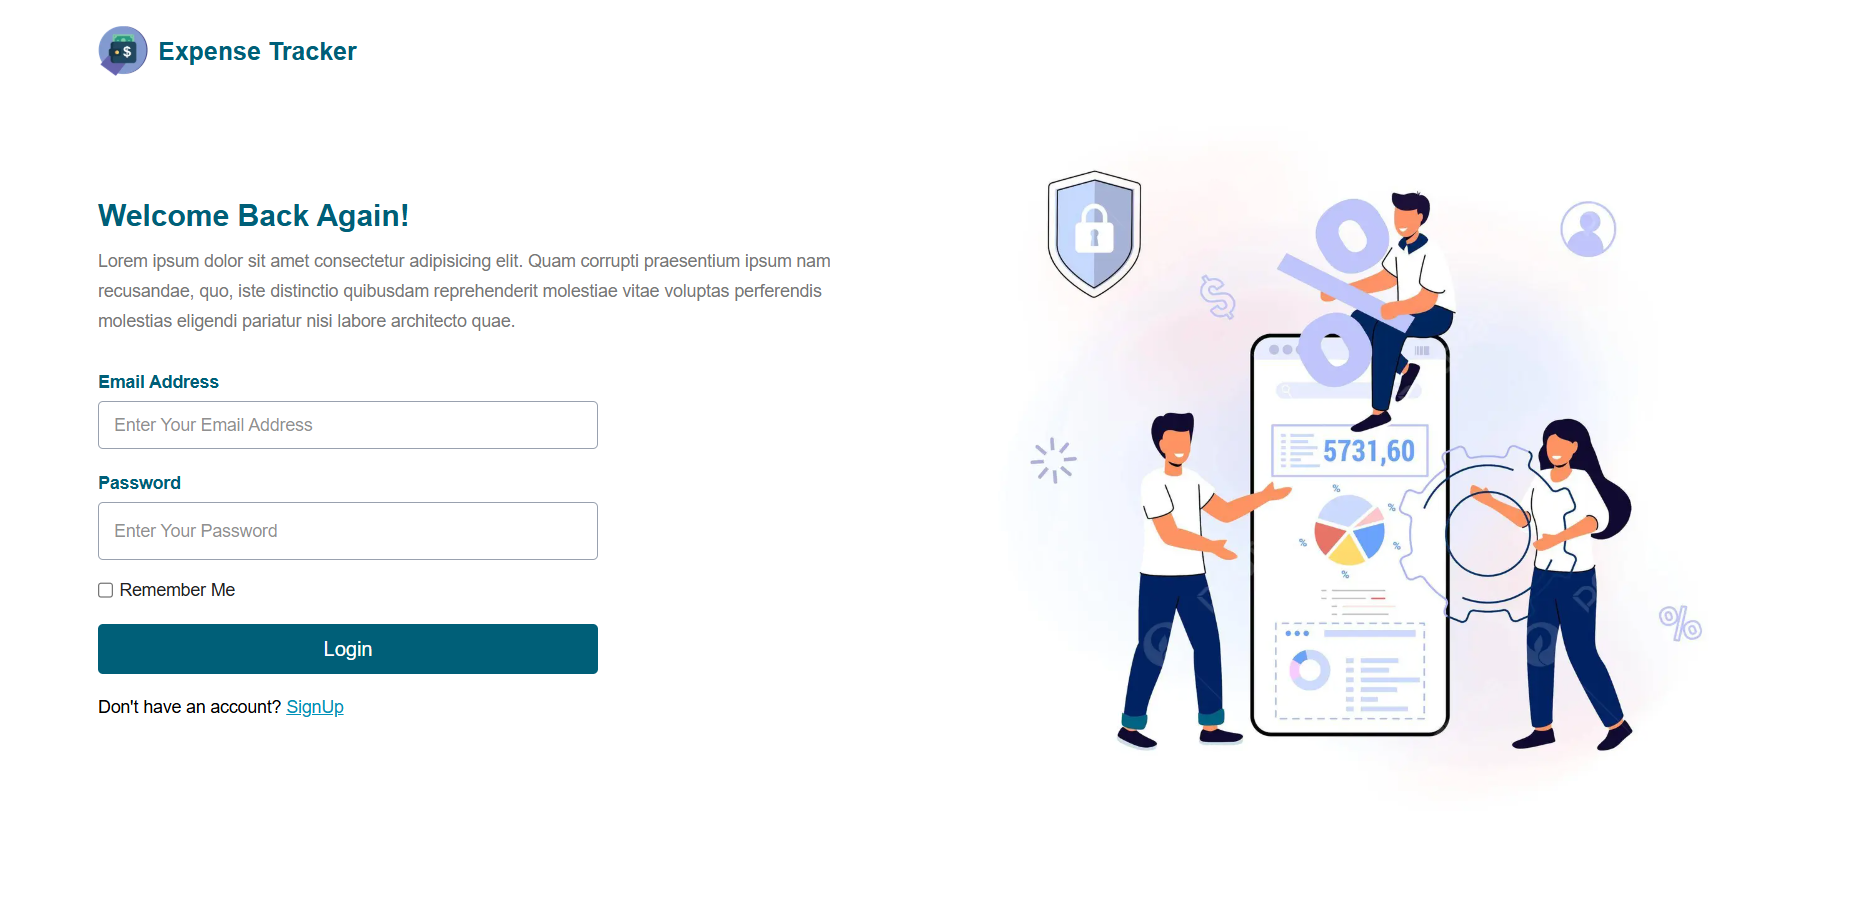 $ Expense Tracker
Welcome Back Again!
Lorem ipsum dolor sit amet consectetur adipisicing elit. Quam corrupti praesentium ipsum nam
recusandae, quo, iste distinctio quibusdam reprehenderit molestiae vitae voluptas perferendis
molestias eligendi pariatur nisi labore architecto quae.
Email Address
Enter Your Email Address
Password
Enter Your Password
Remember Me
Login
Don't have an account? SignUp
$
5731,60
%
%
%
%
%
%